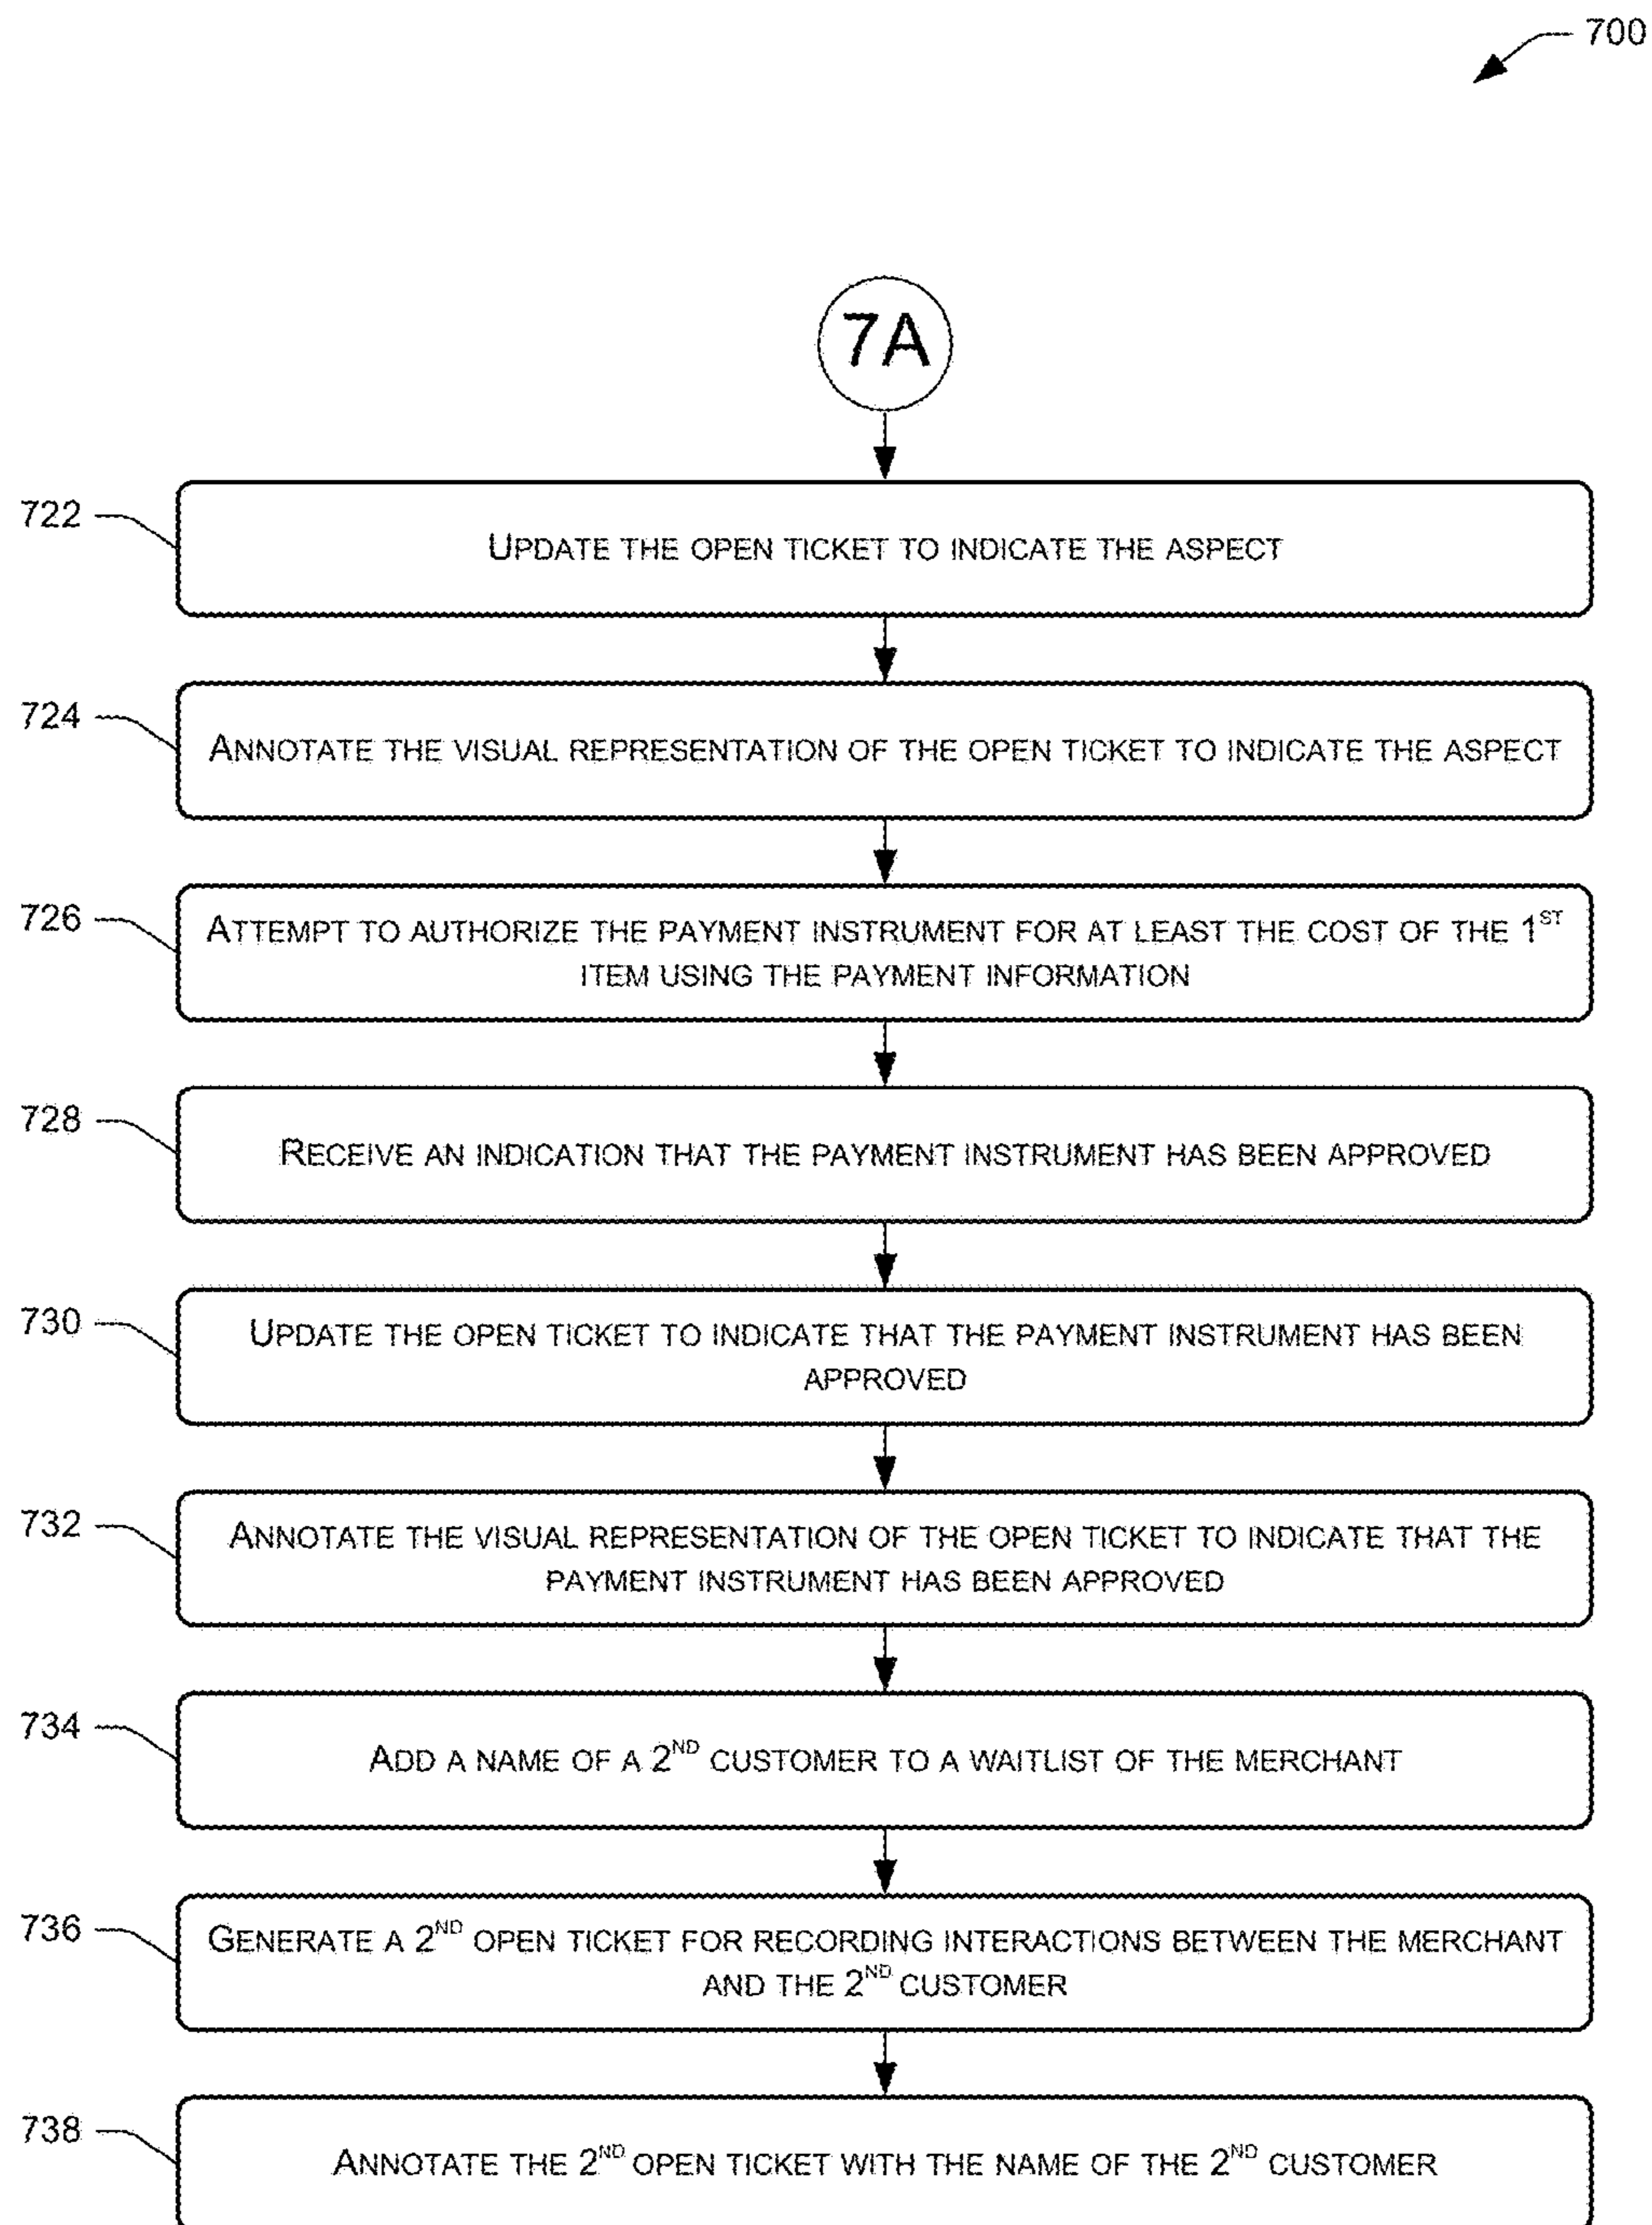 700
7A
722
UPDATE THE OPEN TICKET TO INDICATE THE ASPECT
724
ANNOTATE THE VISUAL REPRESENTATION OF THE OPEN TICKET TO INDICATE THE ASPECT
726
ATTEMPT TO AUTHORIZE THE PAYMENT INSTRUMENT FOR AT LEAST THE COST OF THE 1ST
ITEM USING THE PAYMENT INFORMATION
728
RECEIVE AN INDICATION THAT THE PAYMENT INSTRUMENT HAS BEEN APPROVED
730
UPDATE THE OPEN TICKET TO INDICATE THAT THE PAYMENT INSTRUMENT HAS BEEN
APPROVED
732
ANNOTATE THE VISUAL REPRESENTATION OF THE OPEN TICKET TO INDICATE THAT THE
PAYMENT INSTRUMENT HAS BEEN APPROVED
734
ADD A NAME OF A 2ND CUSTOMER TO A WAITLIST OF THE MERCHANT
736
GENERATE A 2ND OPEN TICKET FOR RECORDING INTERACTIONS BETWEEN THE MERCHANT
AND THE 2ND CUSTOMER
738
ANNOTATE THE 2ND OPEN TICKET WITH THE NAME OF THE 2ND CUSTOMER